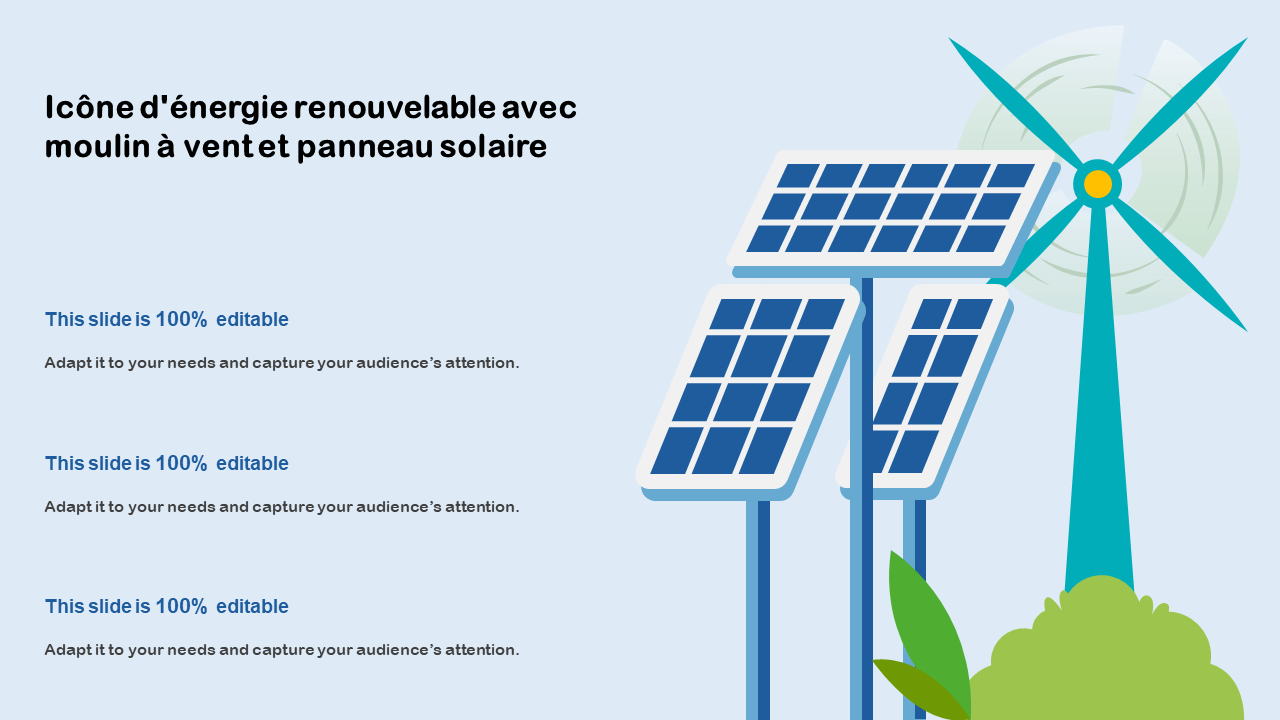 Icône d'énergie renouvelable avec
moulin à vent et panneau solaire
This slide is 100% editable
Adapt it to your needs and capture your audience’s attention.
This slide is 100% editable
Adapt it to your needs and capture your audience’s attention.
This slide is 100% editable
Adapt it to your needs and capture your audience’s attention.